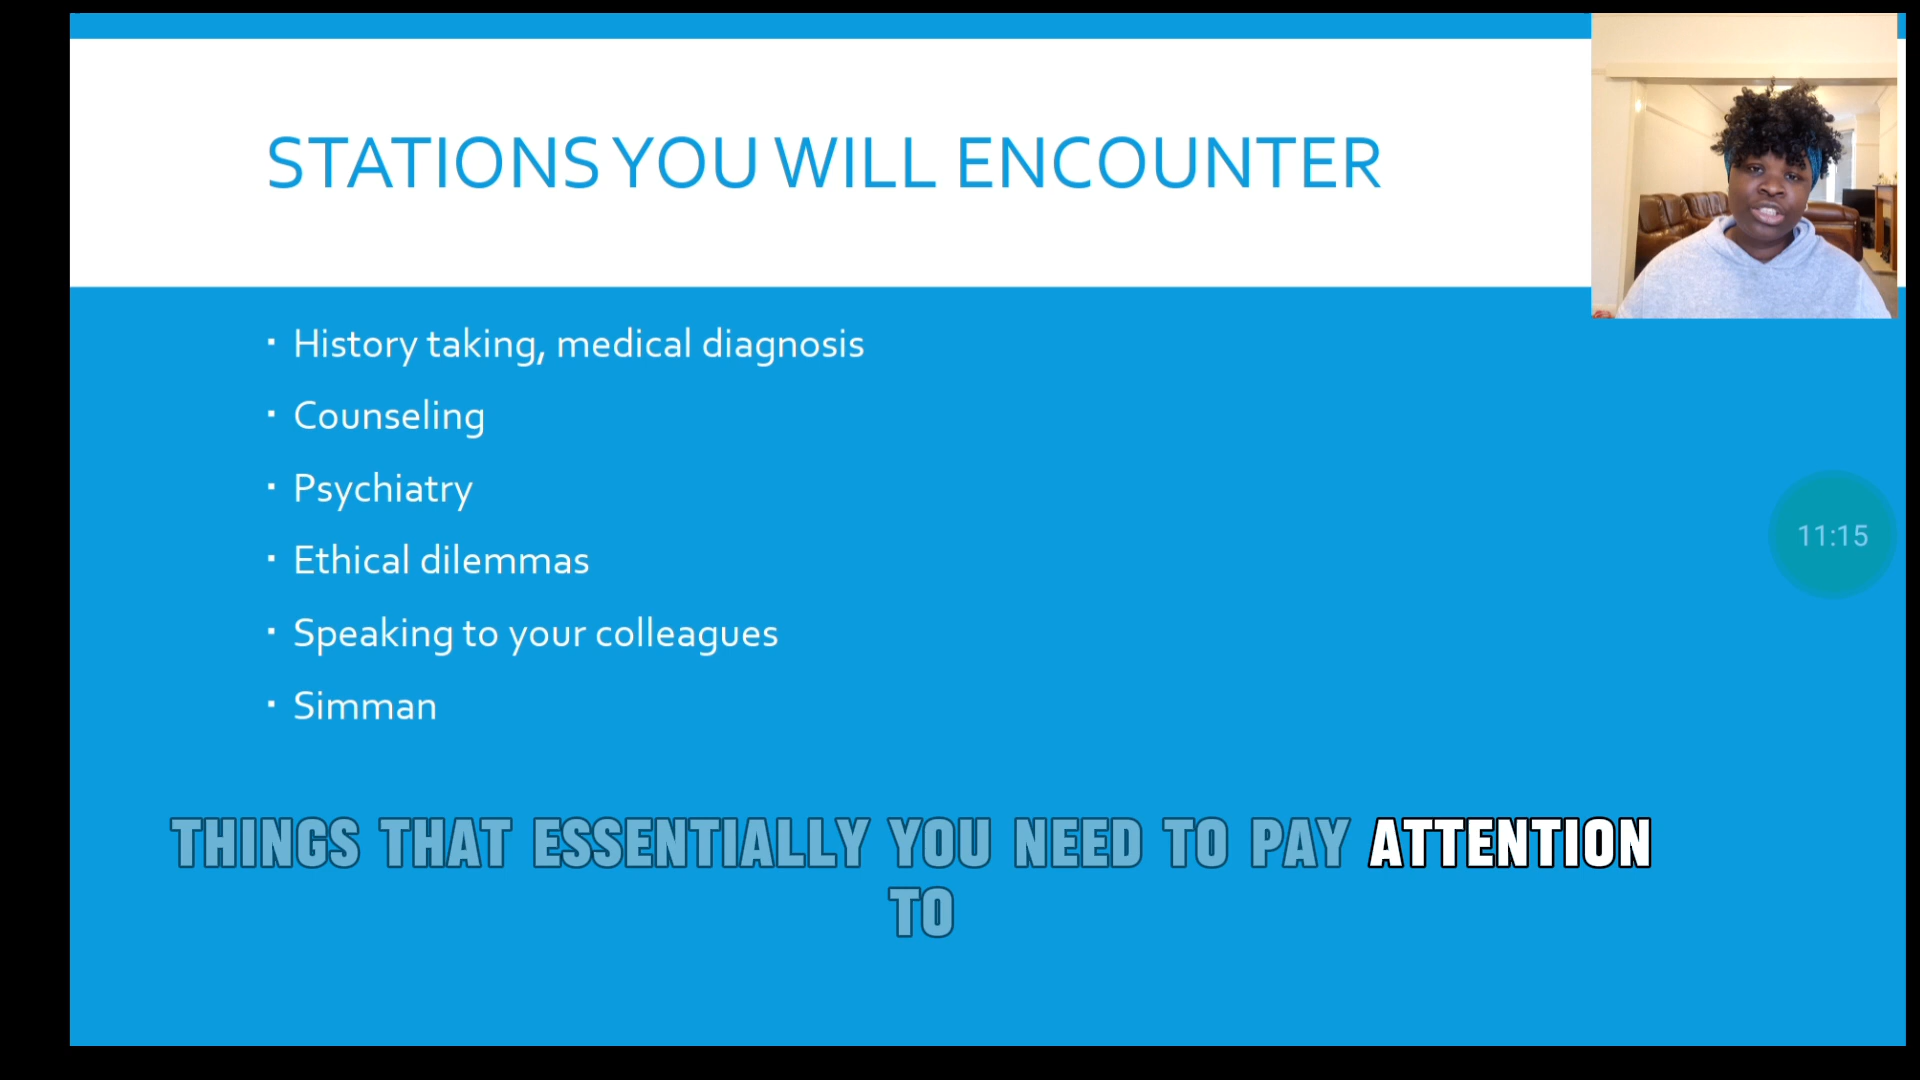 STATIONS YOU WILL ENCOUNTER
▪ History taking, medical diagnosis
▪ Counseling
▪ Psychiatry
▪ Ethical dilemmas
▪ Speaking to your colleagues
▪ Simman
11:15
THINGS THAT ESSENTIALLY YOU NEED TO PAY ATTENTION
TO